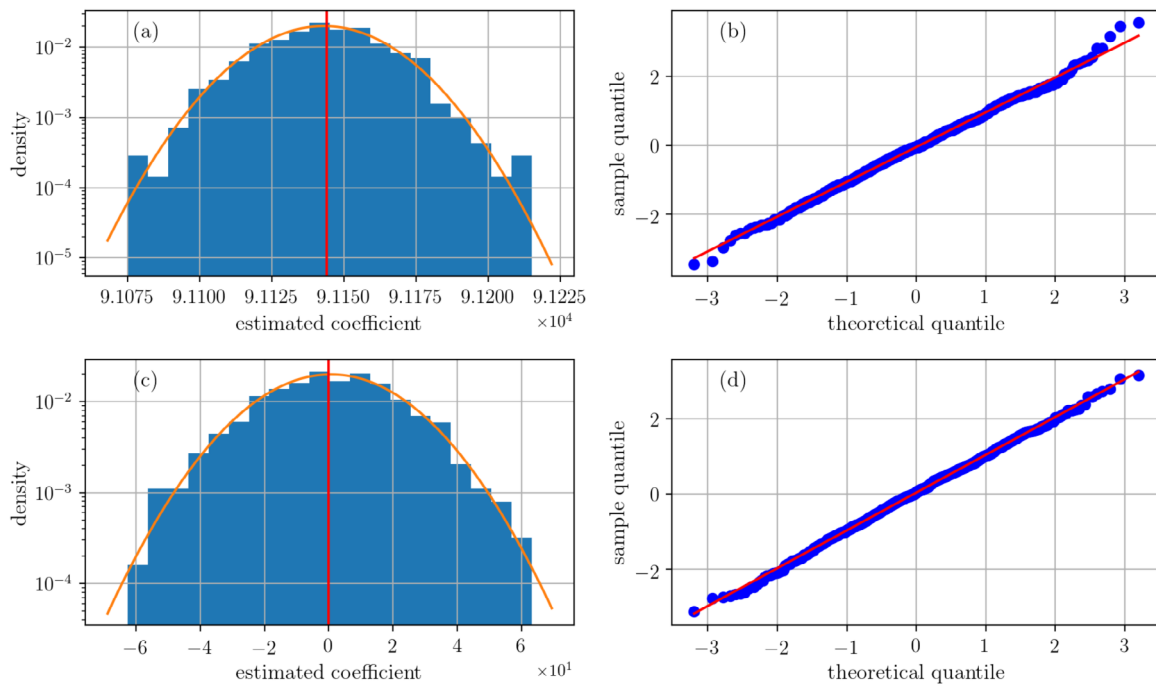 (a)
10⁻²
10⁻³
10⁻⁴
10⁻⁵
density
9.1075 9.1100 9.1125 9.1150 9.1175 9.1200 9.1225
estimated coefficient
×10⁴
(b)
2
0
−2
sample quantile
−3 −2 −1 0 1 2 3
theoretical quantile
(c)
10⁻²
10⁻³
10⁻⁴
density
−6 −4 −2 0 2 4 6
estimated coefficient
×10¹
(d)
2
0
−2
sample quantile
−3 −2 −1 0 1 2 3
theoretical quantile